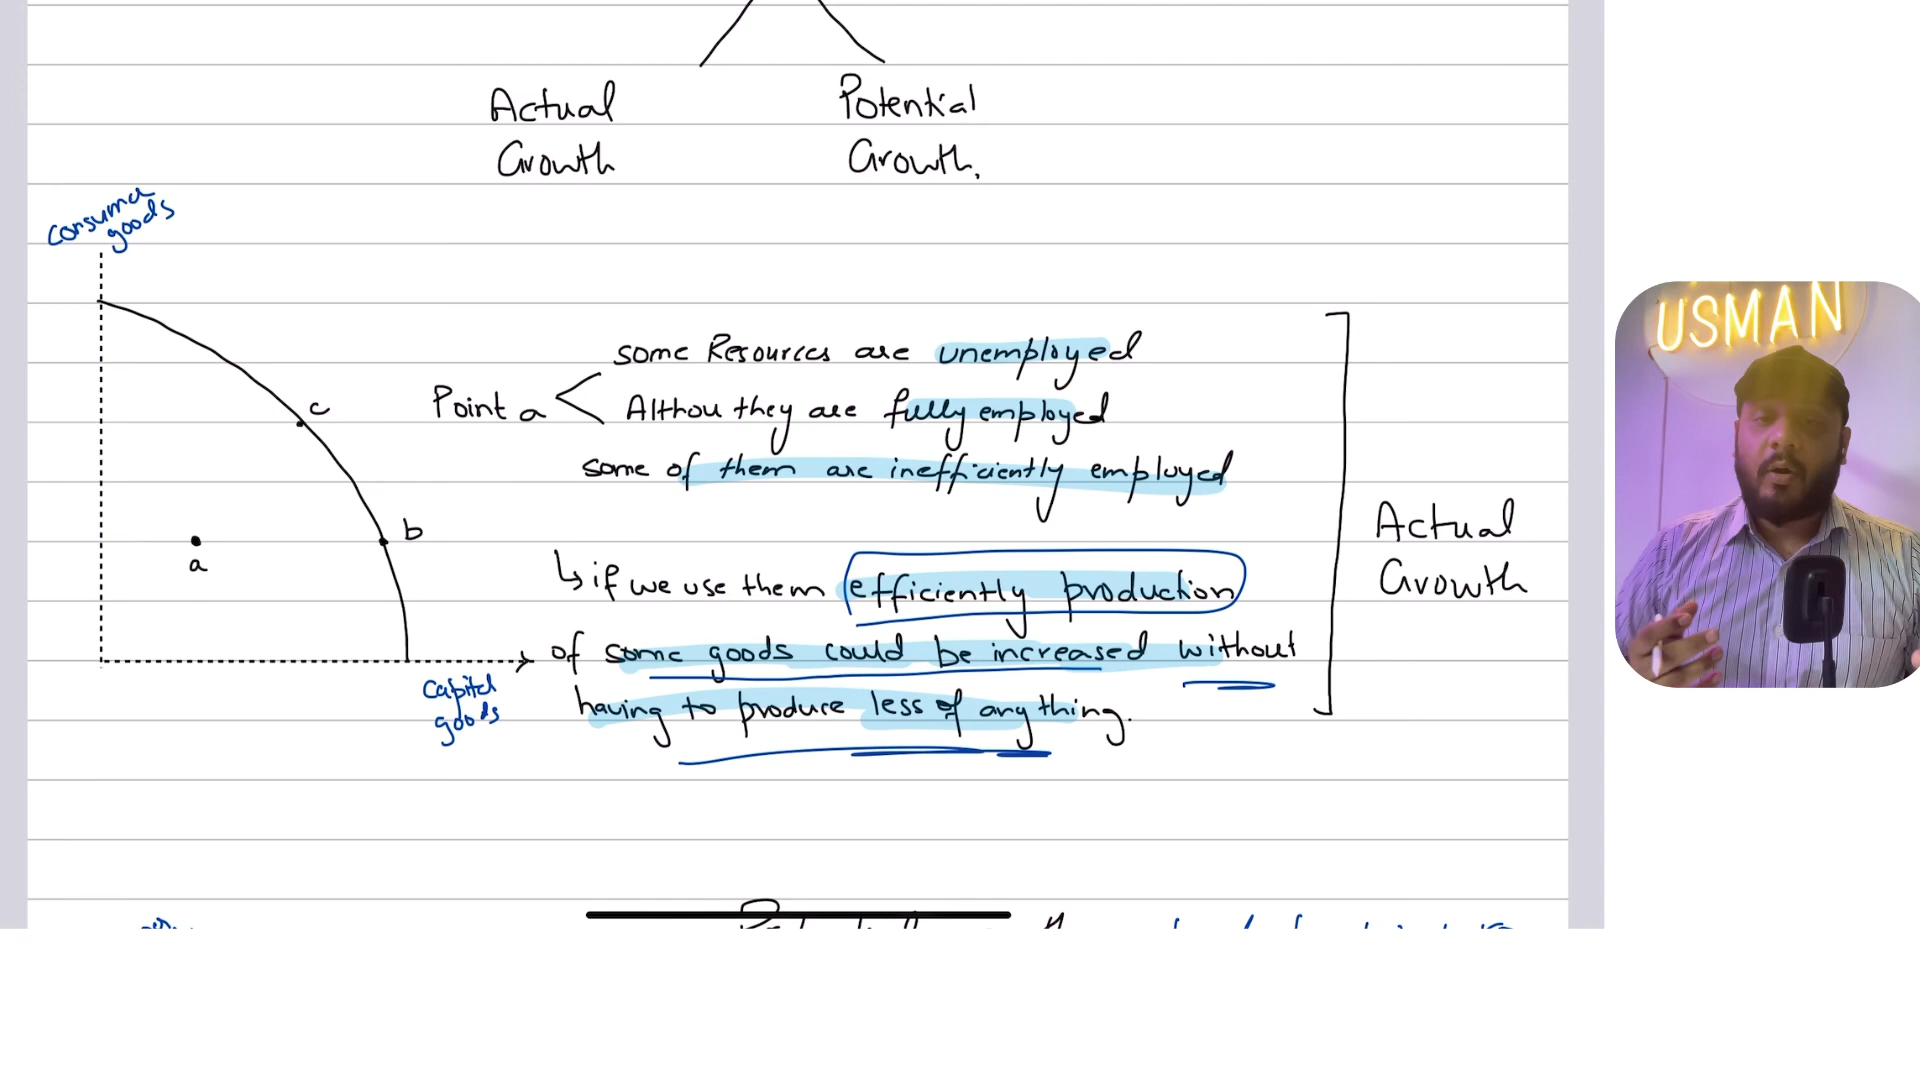 Actual
Growth
Potential
Growth.
consumer
goods
c
b
a
capital
goods
Point a
some Resources are unemployed
Althou they are fully employed
some of them are inefficiently employed
↳ if we use them efficiently production
of some goods could be increased without
having to produce less of anything.
Actual
Growth
USMAN